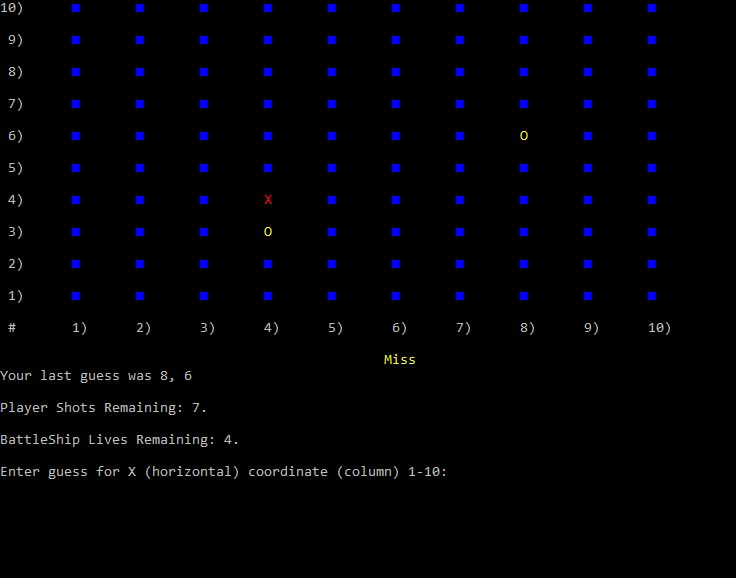 10) ■ ■ ■ ■ ■ ■ ■ ■ ■ ■
9) ■ ■ ■ ■ ■ ■ ■ ■ ■ ■
8) ■ ■ ■ ■ ■ ■ ■ ■ ■ ■
7) ■ ■ ■ ■ ■ ■ ■ ■ ■ ■
6) ■ ■ ■ ■ ■ ■ ■ O ■ ■
5) ■ ■ ■ ■ ■ ■ ■ ■ ■ ■
4) ■ ■ ■ X ■ ■ ■ ■ ■ ■
3) ■ ■ ■ O ■ ■ ■ ■ ■ ■
2) ■ ■ ■ ■ ■ ■ ■ ■ ■ ■
1) ■ ■ ■ ■ ■ ■ ■ ■ ■ ■
# 1) 2) 3) 4) 5) 6) 7) 8) 9) 10)
Miss
Your last guess was 8, 6
Player Shots Remaining: 7.
BattleShip Lives Remaining: 4.
Enter guess for X (horizontal) coordinate (column) 1-10: